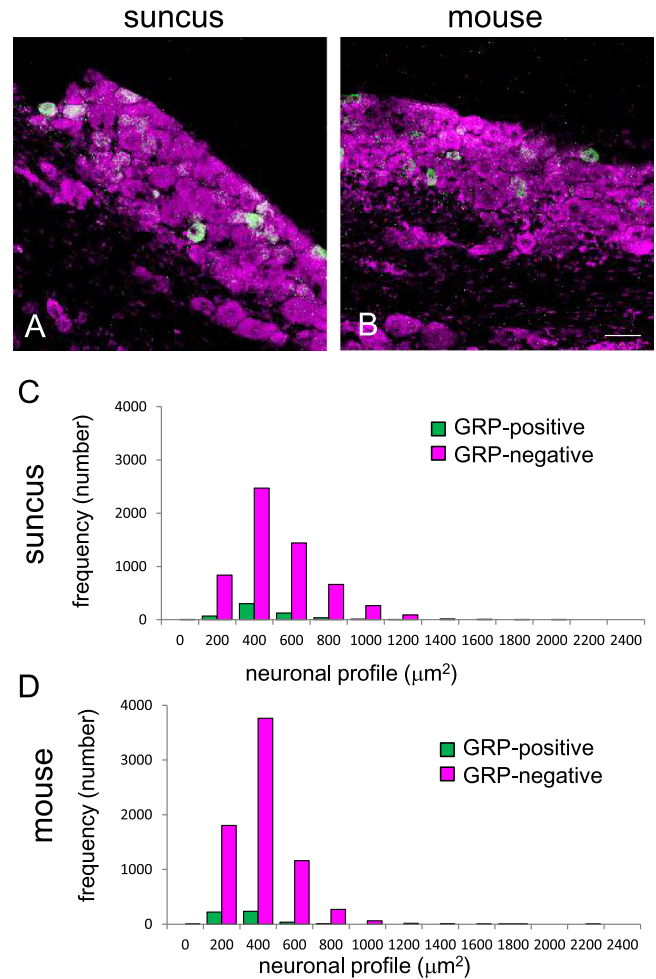 suncus mouse
A B
C
suncus
frequency (number)
4000
3000
2000
1000
0
GRP-positive
GRP-negative
0 200 400 600 800 1000 1200 1400 1600 1800 2000 2200 2400
neuronal profile (μm²)
D
mouse
frequency (number)
4000
3000
2000
1000
0
GRP-positive
GRP-negative
0 200 400 600 800 1000 1200 1400 1600 1800 2000 2200 2400
neuronal profile (μm²)